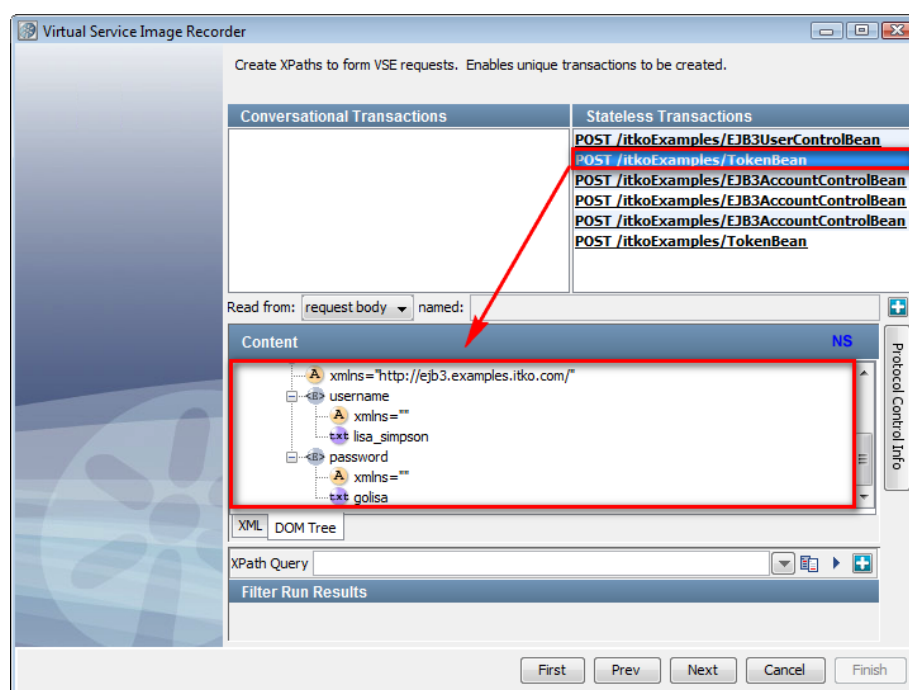 Virtual Service Image Recorder
Create XPaths to form VSE requests. Enables unique transactions to be created.
Conversational Transactions
Stateless Transactions
POST /itkoExamples/EJB3UserControlBean
POST /itkoExamples/TokenBean
POST /itkoExamples/EJB3AccountControlBean
POST /itkoExamples/EJB3AccountControlBean
POST /itkoExamples/EJB3AccountControlBean
POST /itkoExamples/TokenBean
Read from: request body named:
Content NS
Protocol Control Info
A xmlns="http://ejb3.examples.itko.com/"
<E> username
A xmlns=""
txt lisa_simpson
<E> password
A xmlns=""
txt golisa
XML DOM Tree
XPath Query
Filter Run Results
First Prev Next Cancel Finish